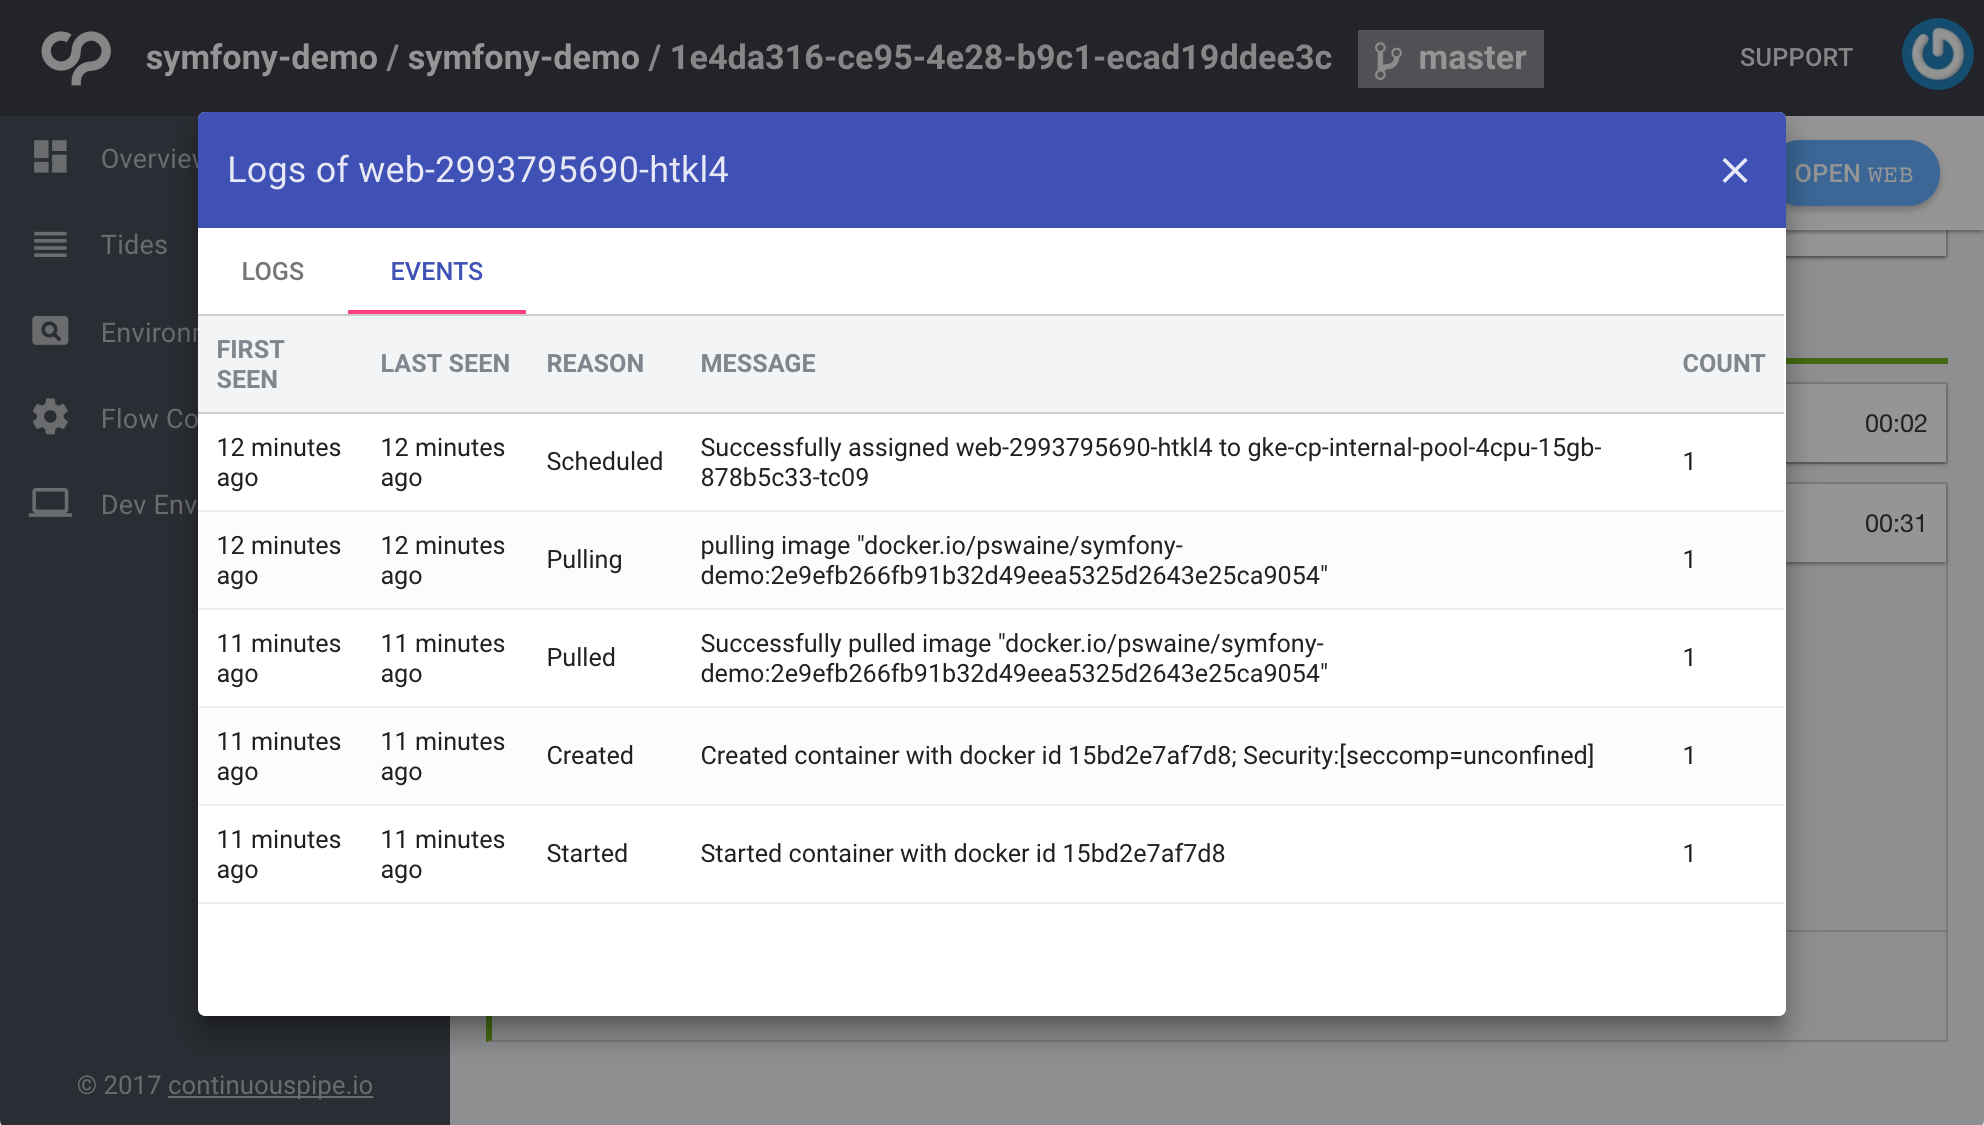 symfony-demo / symfony-demo / 1e4da316-ce95-4e28-b9c1-ecad19ddee3c
master
SUPPORT
Tides
Flow
Dev
OPEN WEB
Logs of web-2993795690-htkl4
LOGS EVENTS
FIRST SEEN LAST SEEN REASON MESSAGE COUNT
12 minutes ago 12 minutes ago Scheduled Successfully assigned web-2993795690-htkl4 to gke-cp-internal-pool-4cpu-15gb-
878b5c33-tc09 1
12 minutes ago 12 minutes ago Pulling pulling image "docker.io/pswaine/symfony-
demo:2e9efb266fb91b32d49eea5325d2643e25ca9054" 1
11 minutes ago 11 minutes ago Pulled Successfully pulled image "docker.io/pswaine/symfony-
demo:2e9efb266fb91b32d49eea5325d2643e25ca9054" 1
11 minutes ago 11 minutes ago Created Created container with docker id 15bd2e7af7d8; Security:[seccomp=unconfined] 1
11 minutes ago 11 minutes ago Started Started container with docker id 15bd2e7af7d8 1
00:02
00:31
© 2017 continuouspipe.io